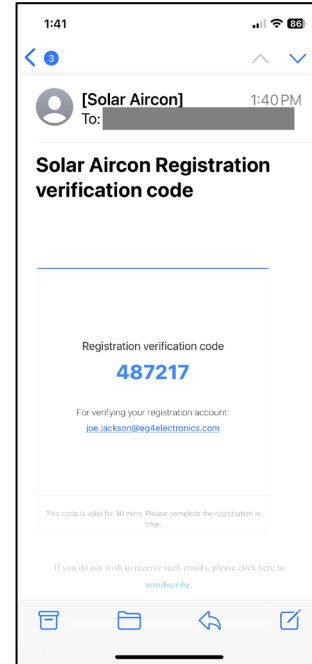 1:41
86
3
[Solar Aircon]
1:40 PM
To:
Solar Aircon Registration
verification code
Registration verification code
487217
For verifying your registration account:
joe.jackson@eg4electronics.com
This code is valid for 30 mins. Please complete the registration in
time.
If you do not wish to receive such emails, please click here to
unsubscribe.